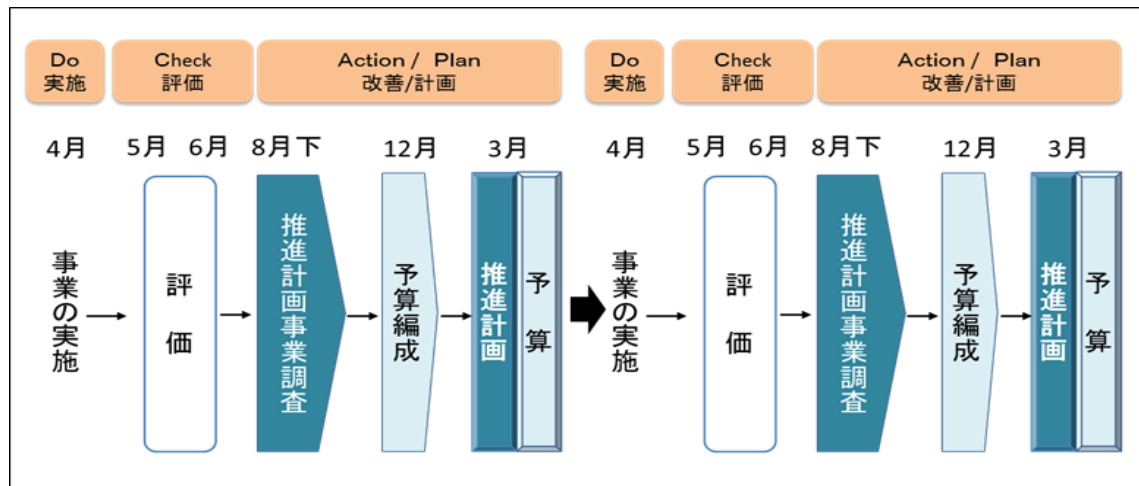 Do
実施
Check
評価
Action / Plan
改善/計画
Do
実施
Check
評価
Action / Plan
改善/計画
4月
5月 6月
8月下
12月
3月
4月
5月 6月
8月下
12月
3月
事業の実施
評価
推進計画事業調査
予算編成
推進計画
予算
事業の実施
評価
推進計画事業調査
予算編成
推進計画
予算